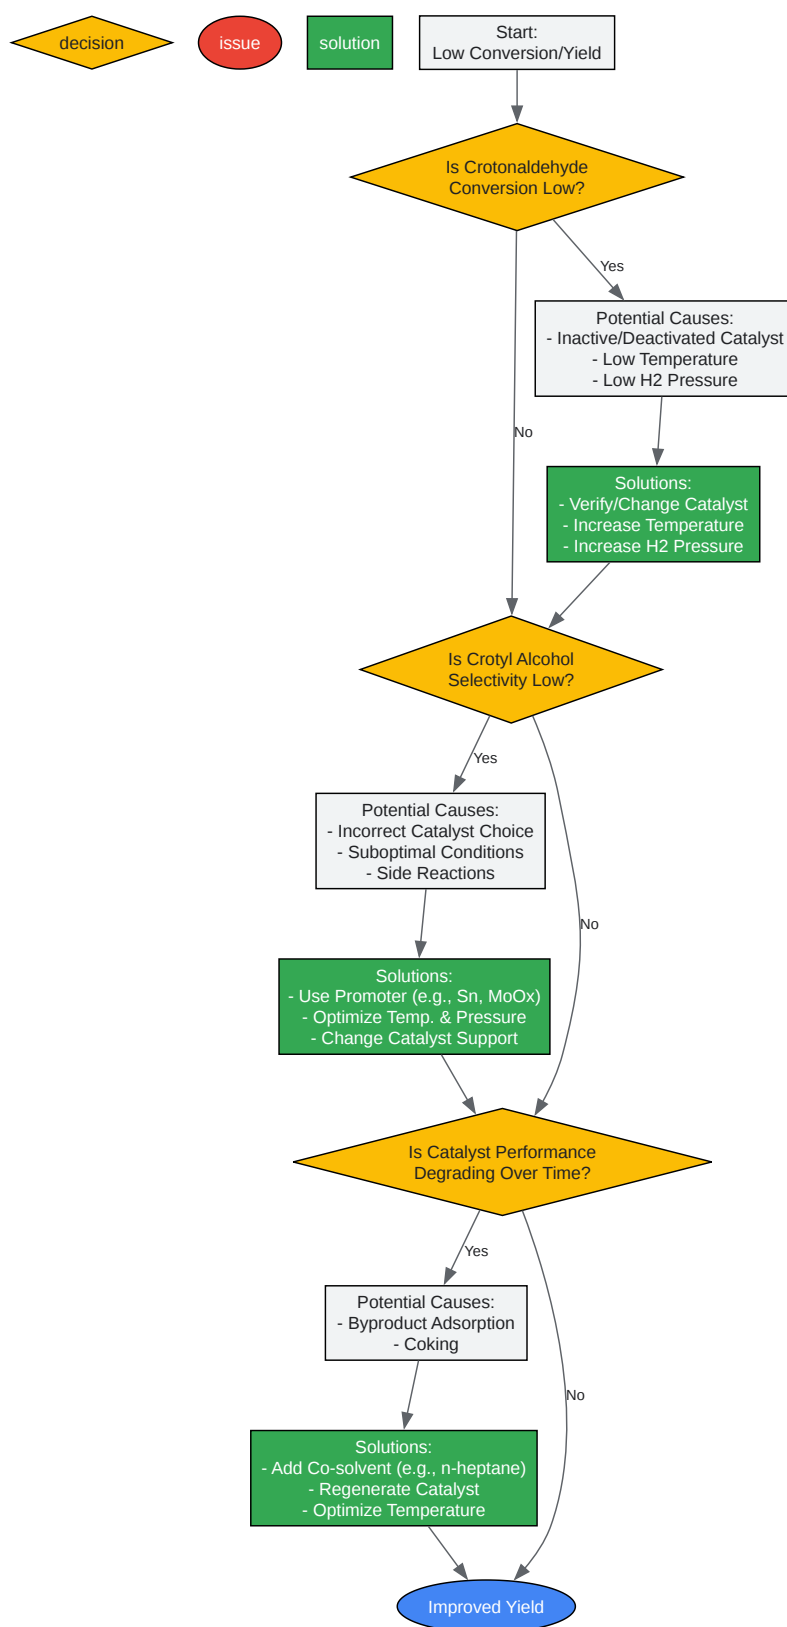 decision
issue
solution
Start:
Low Conversion/Yield
Is Crotonaldehyde
Conversion Low?
Yes
Potential Causes:
- Inactive/Deactivated Catalyst
- Low Temperature
- Low H2 Pressure
No
Solutions:
- Verify/Change Catalyst
- Increase Temperature
- Increase H2 Pressure
Is Crotyl Alcohol
Selectivity Low?
Yes
Potential Causes:
- Incorrect Catalyst Choice
- Suboptimal Conditions
- Side Reactions
No
Solutions:
- Use Promoter (e.g., Sn, MoOx)
- Optimize Temp. & Pressure
- Change Catalyst Support
Is Catalyst Performance
Degrading Over Time?
Yes
Potential Causes:
- Byproduct Adsorption
- Coking
No
Solutions:
- Add Co-solvent (e.g., n-heptane)
- Regenerate Catalyst
- Optimize Temperature
Improved Yield